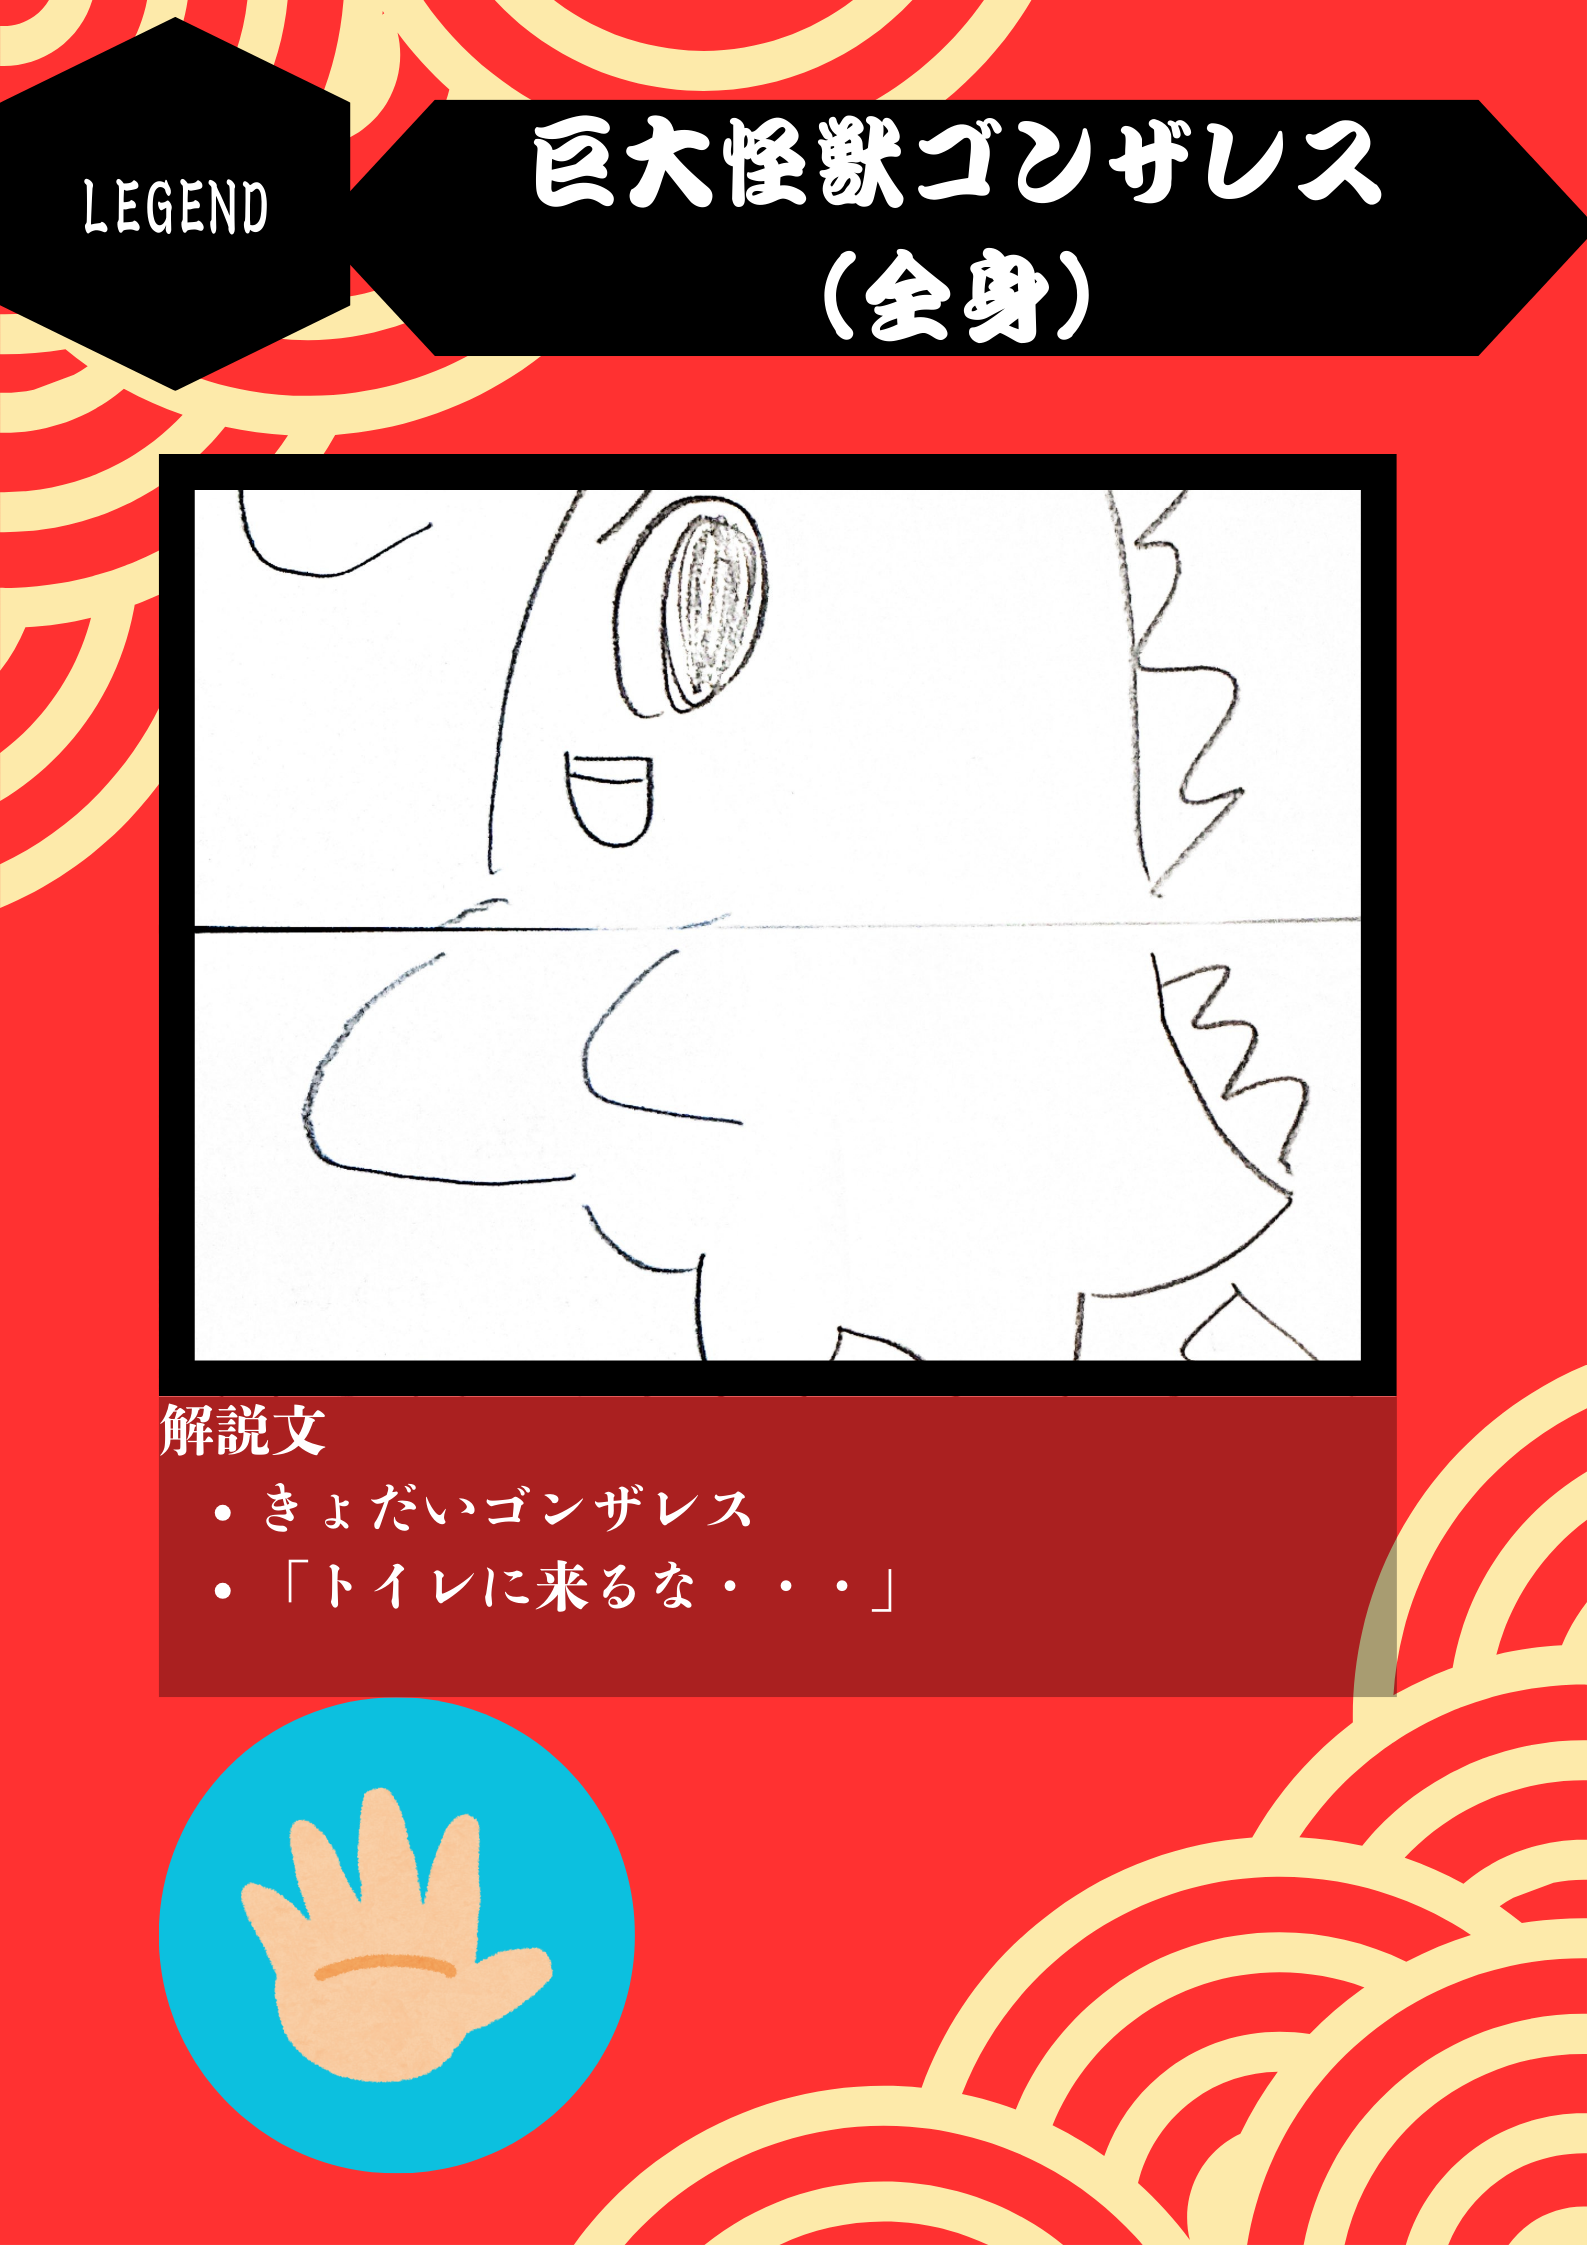 LEGEND
巨大怪獣ゴンザレス
(全身)
解説文
• きょだいゴンザレス
• 「トイレに来るな・・・」